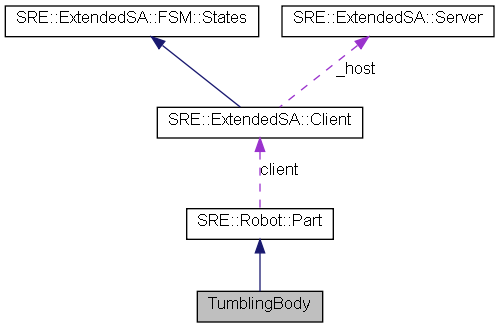 SRE::ExtendedSA::FSM::States
SRE::ExtendedSA::Server
_host
SRE::ExtendedSA::Client
client
SRE::Robot::Part
TumblingBody